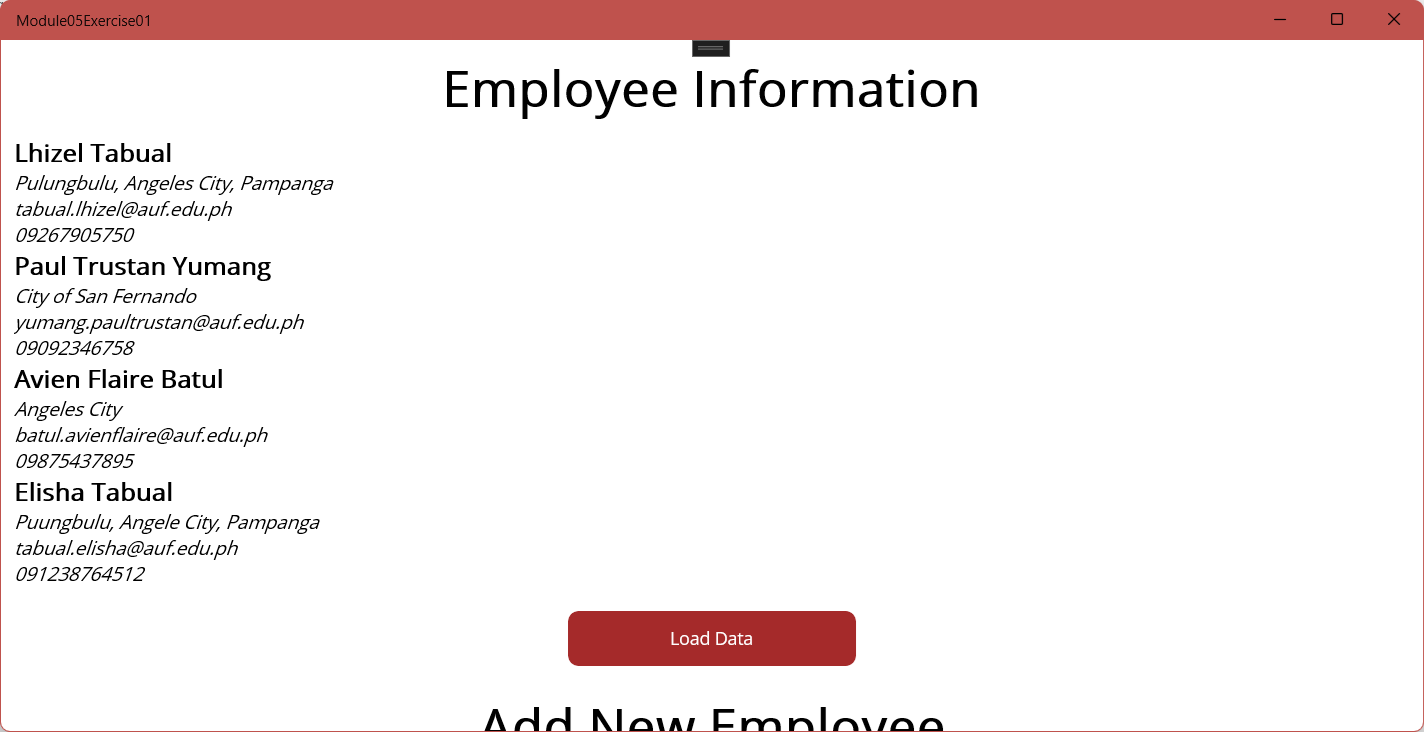 Module05Exercise01
Employee Information
Lhizel Tabual
Pulungbulu, Angeles City, Pampanga
tabual.lhizel@auf.edu.ph
09267905750
Paul Trustan Yumang
City of San Fernando
yumang.paultrustan@auf.edu.ph
09092346758
Avien Flaire Batul
Angeles City
batul.avienflaire@auf.edu.ph
09875437895
Elisha Tabual
Puungbulu, Angele City, Pampanga
tabual.elisha@auf.edu.ph
091238764512
Load Data
Add New Employee